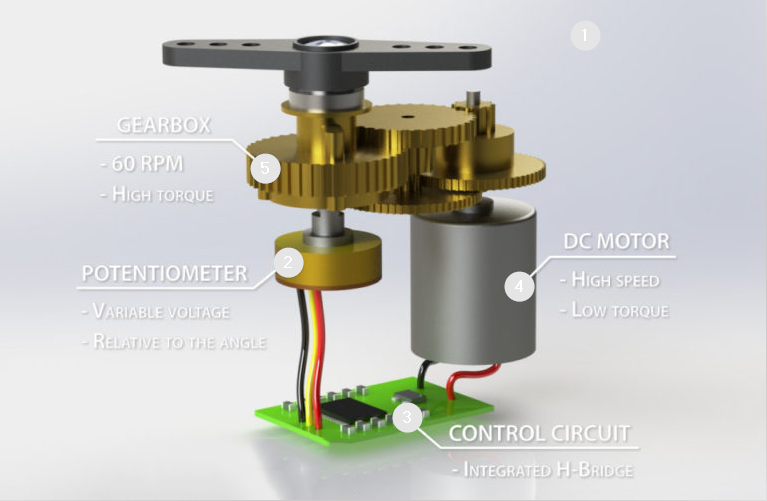 1
GEARBOX
5
- 60 RPM
- High torque
DC MOTOR
2
POTENTIOMETER
- High speed
4
- Variable voltage
- Low torque
- Relative to the angle
3
CONTROL CIRCUIT
- Integrated H-Bridge